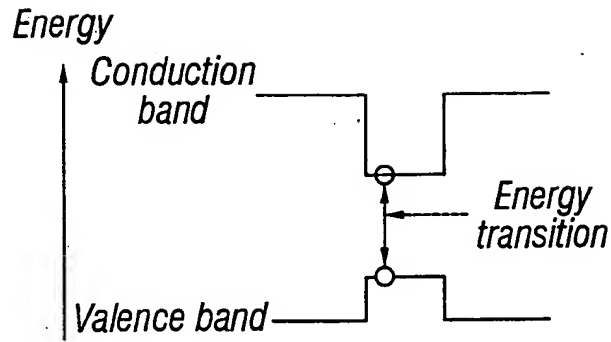 Energy
Conduction
band
Energy
transition
Valence band